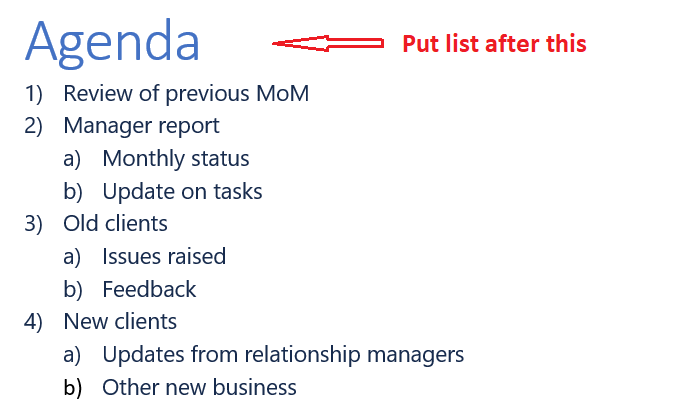 Agenda
Put list after this
1) Review of previous MoM
2) Manager report
a) Monthly status
b) Update on tasks
3) Old clients
a) Issues raised
b) Feedback
4) New clients
a) Updates from relationship managers
b) Other new business